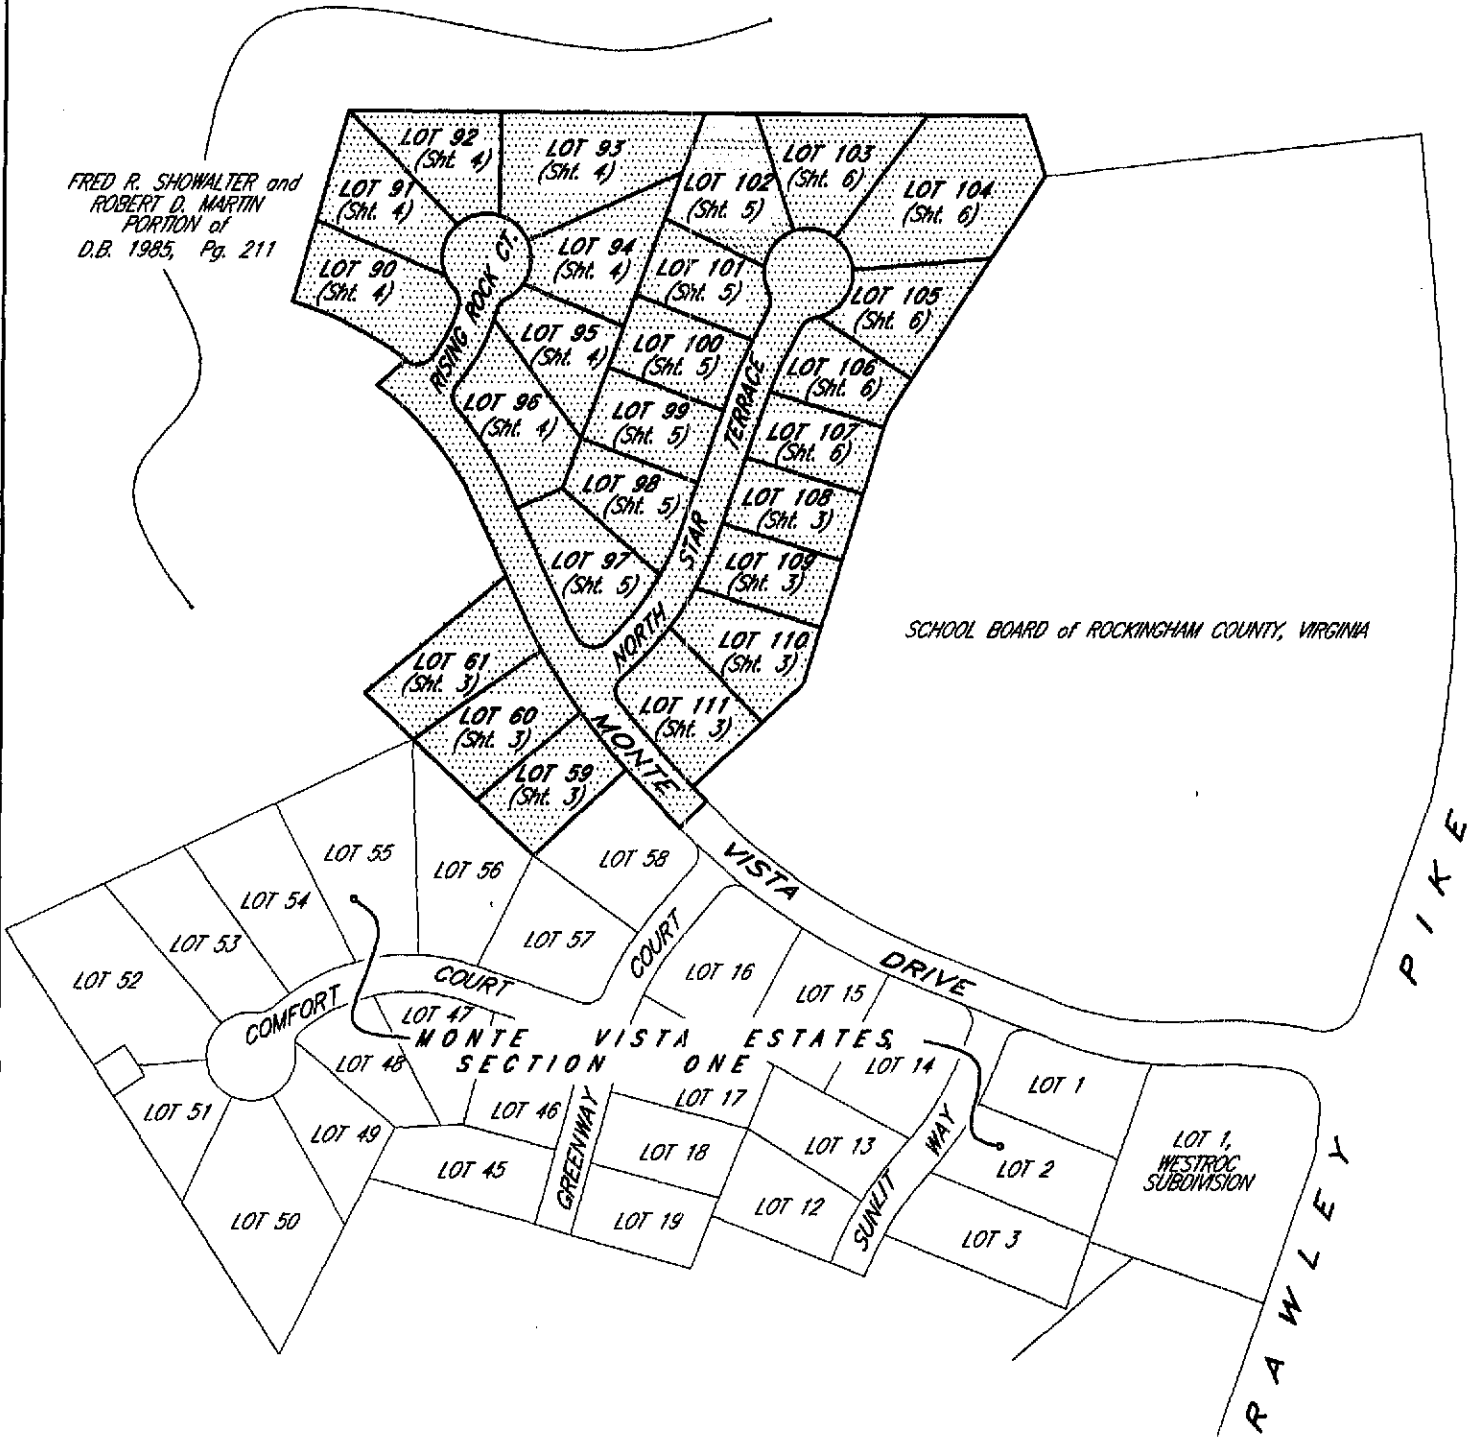 LOT 92
(Sht. 4)
LOT 93
(Sht. 4)
LOT 103
(Sht. 6)
FRED R. SHOWALTER and
ROBERT D. MARTIN
PORTION of
D.B. 1985, Pg. 211
LOT 91
(Sht. 4)
LOT 102
(Sht. 5)
LOT 104
(Sht. 6)
LOT 90
(Sht. 4)
RISING ROCK CT.
LOT 94
(Sht. 4)
LOT 101
(Sht. 5)
LOT 105
(Sht. 6)
LOT 95
(Sht. 4)
LOT 100
(Sht. 5)
LOT 106
(Sht. 6)
LOT 96
(Sht. 4)
LOT 99
(Sht. 5)
NORTH STAR TERRACE
LOT 107
(Sht. 6)
LOT 98
(Sht. 5)
LOT 108
(Sht. 3)
LOT 97
(Sht. 5)
LOT 109
(Sht. 3)
SCHOOL BOARD of ROCKINGHAM COUNTY, VIRGINIA
LOT 61
(Sht. 3)
LOT 110
(Sht. 3)
LOT 60
(Sht. 3)
LOT 111
(Sht. 3)
LOT 59
(Sht. 3)
MONTE VISTA DRIVE
LOT 55
LOT 56
LOT 58
LOT 54
LOT 53
LOT 57
COURT
LOT 52
COMFORT COURT
LOT 16
LOT 15
LOT 47
MONTE VISTA ESTATES,
SECTION ONE
LOT 48
LOT 14
LOT 1
LOT 51
LOT 49
LOT 46
GREENWAY
LOT 17
LOT 18
LOT 13
SUNLIT WAY
LOT 2
LOT 1,
WESTROC
SUBDIVISION
LOT 45
LOT 50
LOT 19
LOT 12
LOT 3
RAWLEY PIKE